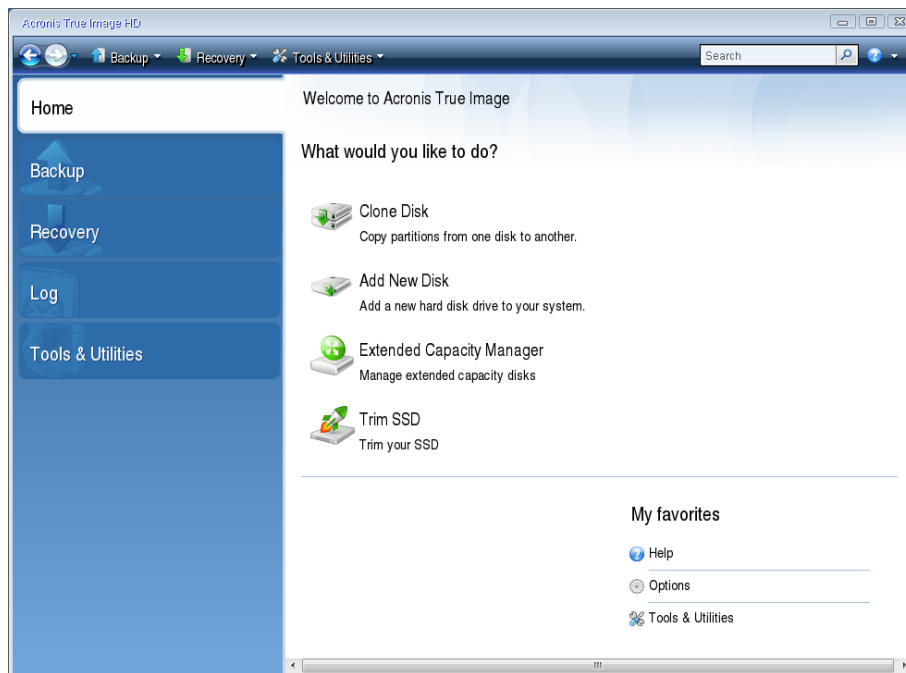 Acronis True Image HD
Backup Recovery Tools & Utilities Search
Home
Backup
Recovery
Log
Tools & Utilities
Welcome to Acronis True Image
What would you like to do?
Clone Disk
Copy partitions from one disk to another.
Add New Disk
Add a new hard disk drive to your system.
Extended Capacity Manager
Manage extended capacity disks
Trim SSD
Trim your SSD
My favorites
Help
Options
Tools & Utilities